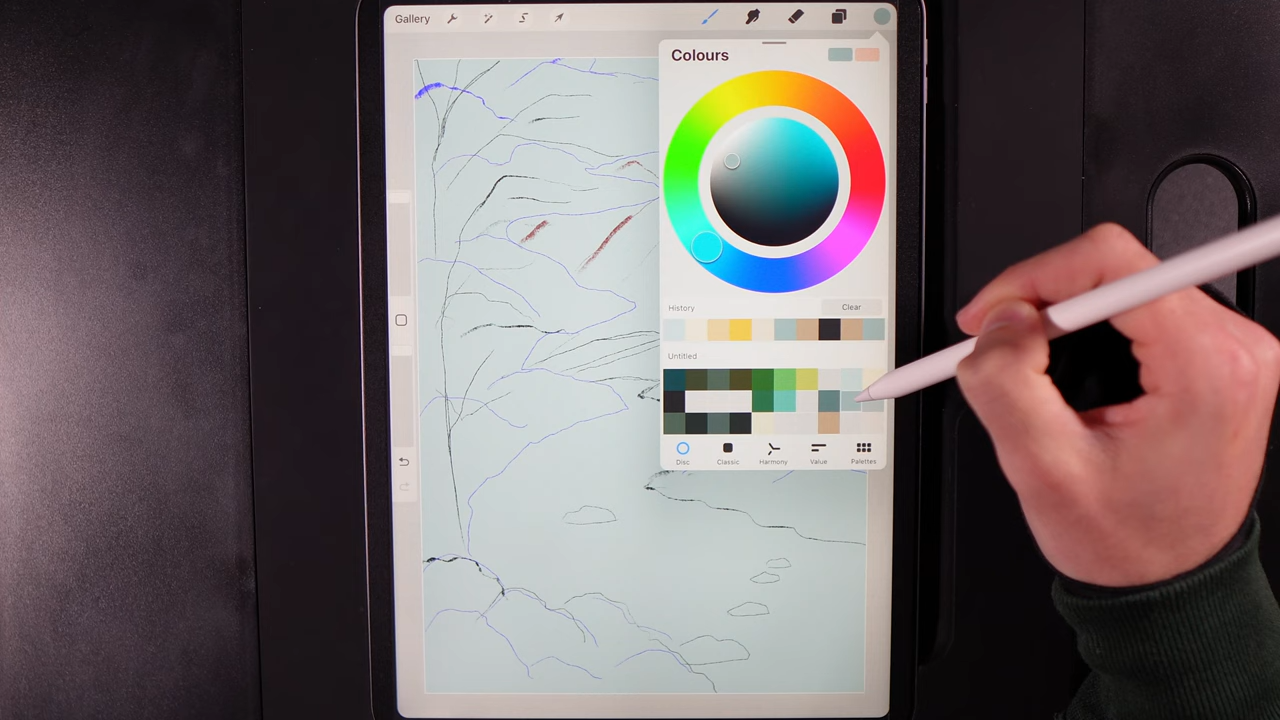 Gallery
Colours
History Clear
Untitled
Disc Classic Harmony Value Palettes